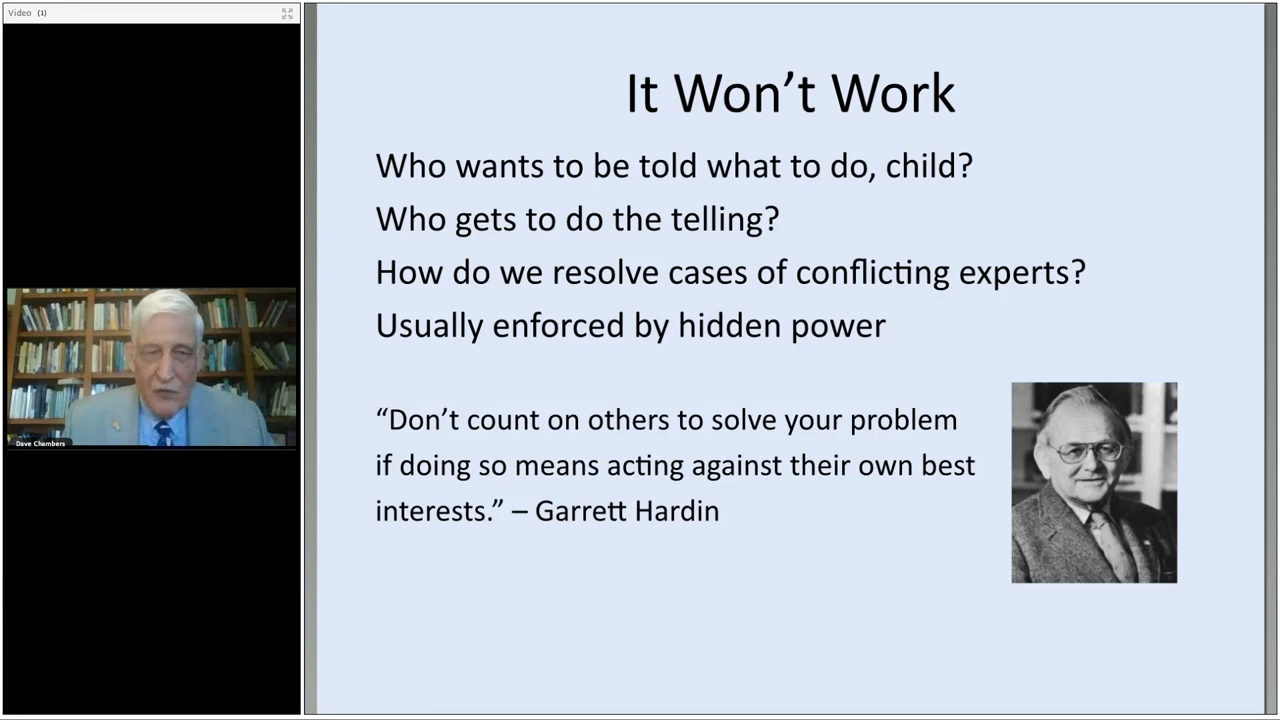 Video (1)
Dave Chambers
It Won’t Work
Who wants to be told what to do, child?
Who gets to do the telling?
How do we resolve cases of conflicting experts?
Usually enforced by hidden power
“Don’t count on others to solve your problem
if doing so means acting against their own best
interests.” – Garrett Hardin